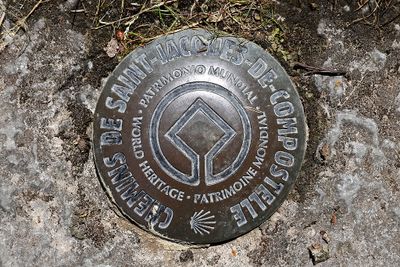 CHEMINS DE SAINT-JACQUES-DE-COMPOSTELLE
WORLD HERITAGE · PATRIMONIO MUNDIAL · PATRIMOINE MONDIAL